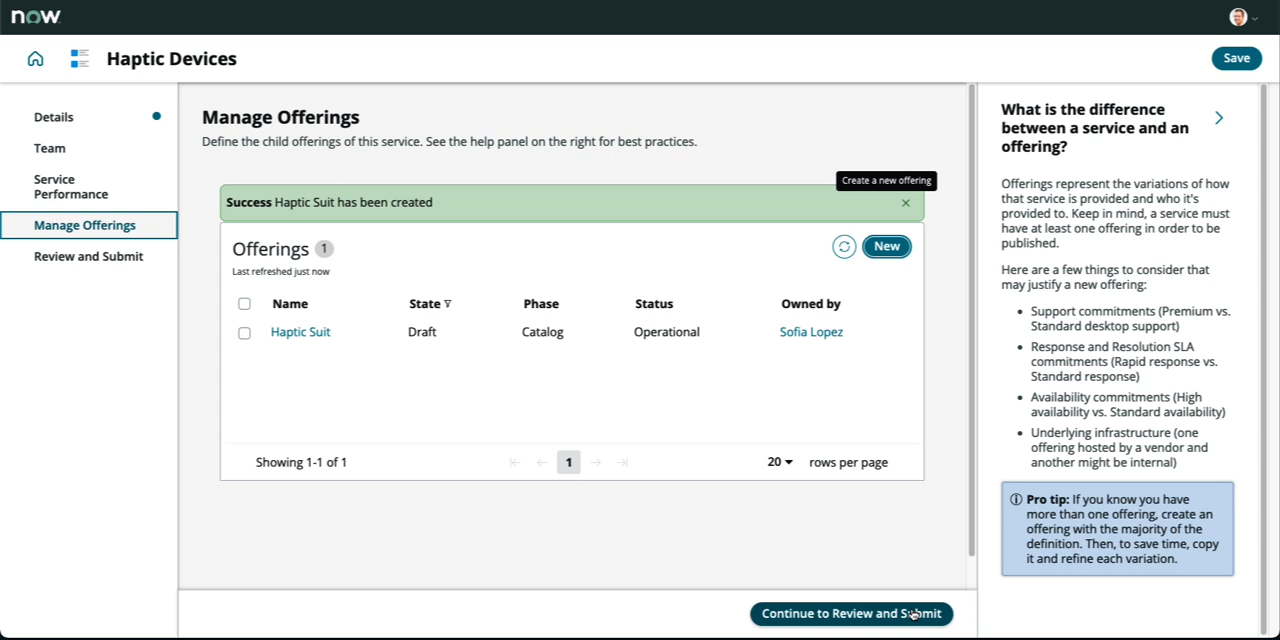 now
Haptic Devices
Save
Details
Team
Service
Performance
Manage Offerings
Review and Submit
Manage Offerings
Define the child offerings of this service. See the help panel on the right for best practices.
Create a new offering
Success Haptic Suit has been created
Offerings 1
New
Last refreshed just now
Name State Phase Status Owned by
Haptic Suit Draft Catalog Operational Sofia Lopez
Showing 1-1 of 1
1
20 rows per page
Continue to Review and Submit
What is the difference
between a service and an
offering?
Offerings represent the variations of how
that service is provided and who it's
provided to. Keep in mind, a service must
have at least one offering in order to be
published.
Here are a few things to consider that
may justify a new offering:
• Support commitments (Premium vs.
Standard desktop support)
• Response and Resolution SLA
commitments (Rapid response vs.
Standard response)
• Availability commitments (High
availability vs. Standard availability)
• Underlying infrastructure (one
offering hosted by a vendor and
another might be internal)
Pro tip: If you know you have
more than one offering, create an
offering with the majority of the
definition. Then, to save time, copy
it and refine each variation.